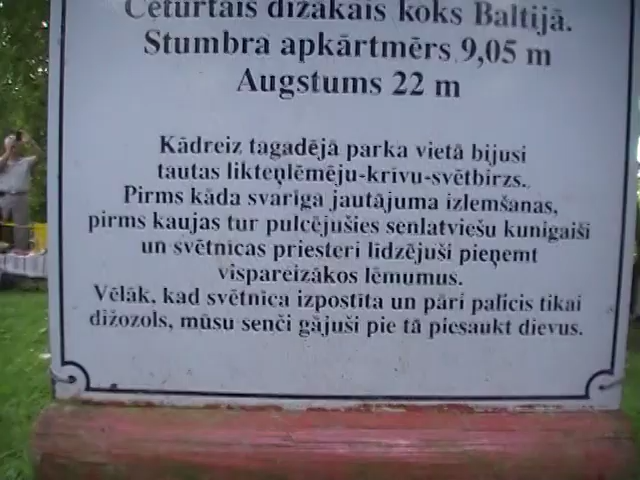 Ceturtais dižākais koks Baltijā.
Stumbra apkārtmērs 9,05 m
Augstums 22 m
Kādreiz tagadējā parka vietā bijusi
tautas likteņlēmēju-krivu-svētbirzs.
Pirms kāda svarīga jautājuma izlemšanas,
pirms kaujas tur pulcējušies senlatviešu kunigaiši
un svētnīcas priesteri līdzējuši pieņemt
vispareizākos lēmumus.
Vēlāk, kad svētnīca izpostīta un pāri palicis tikai
dižozols, mūsu senči gājuši pie tā piesaukt dievus.